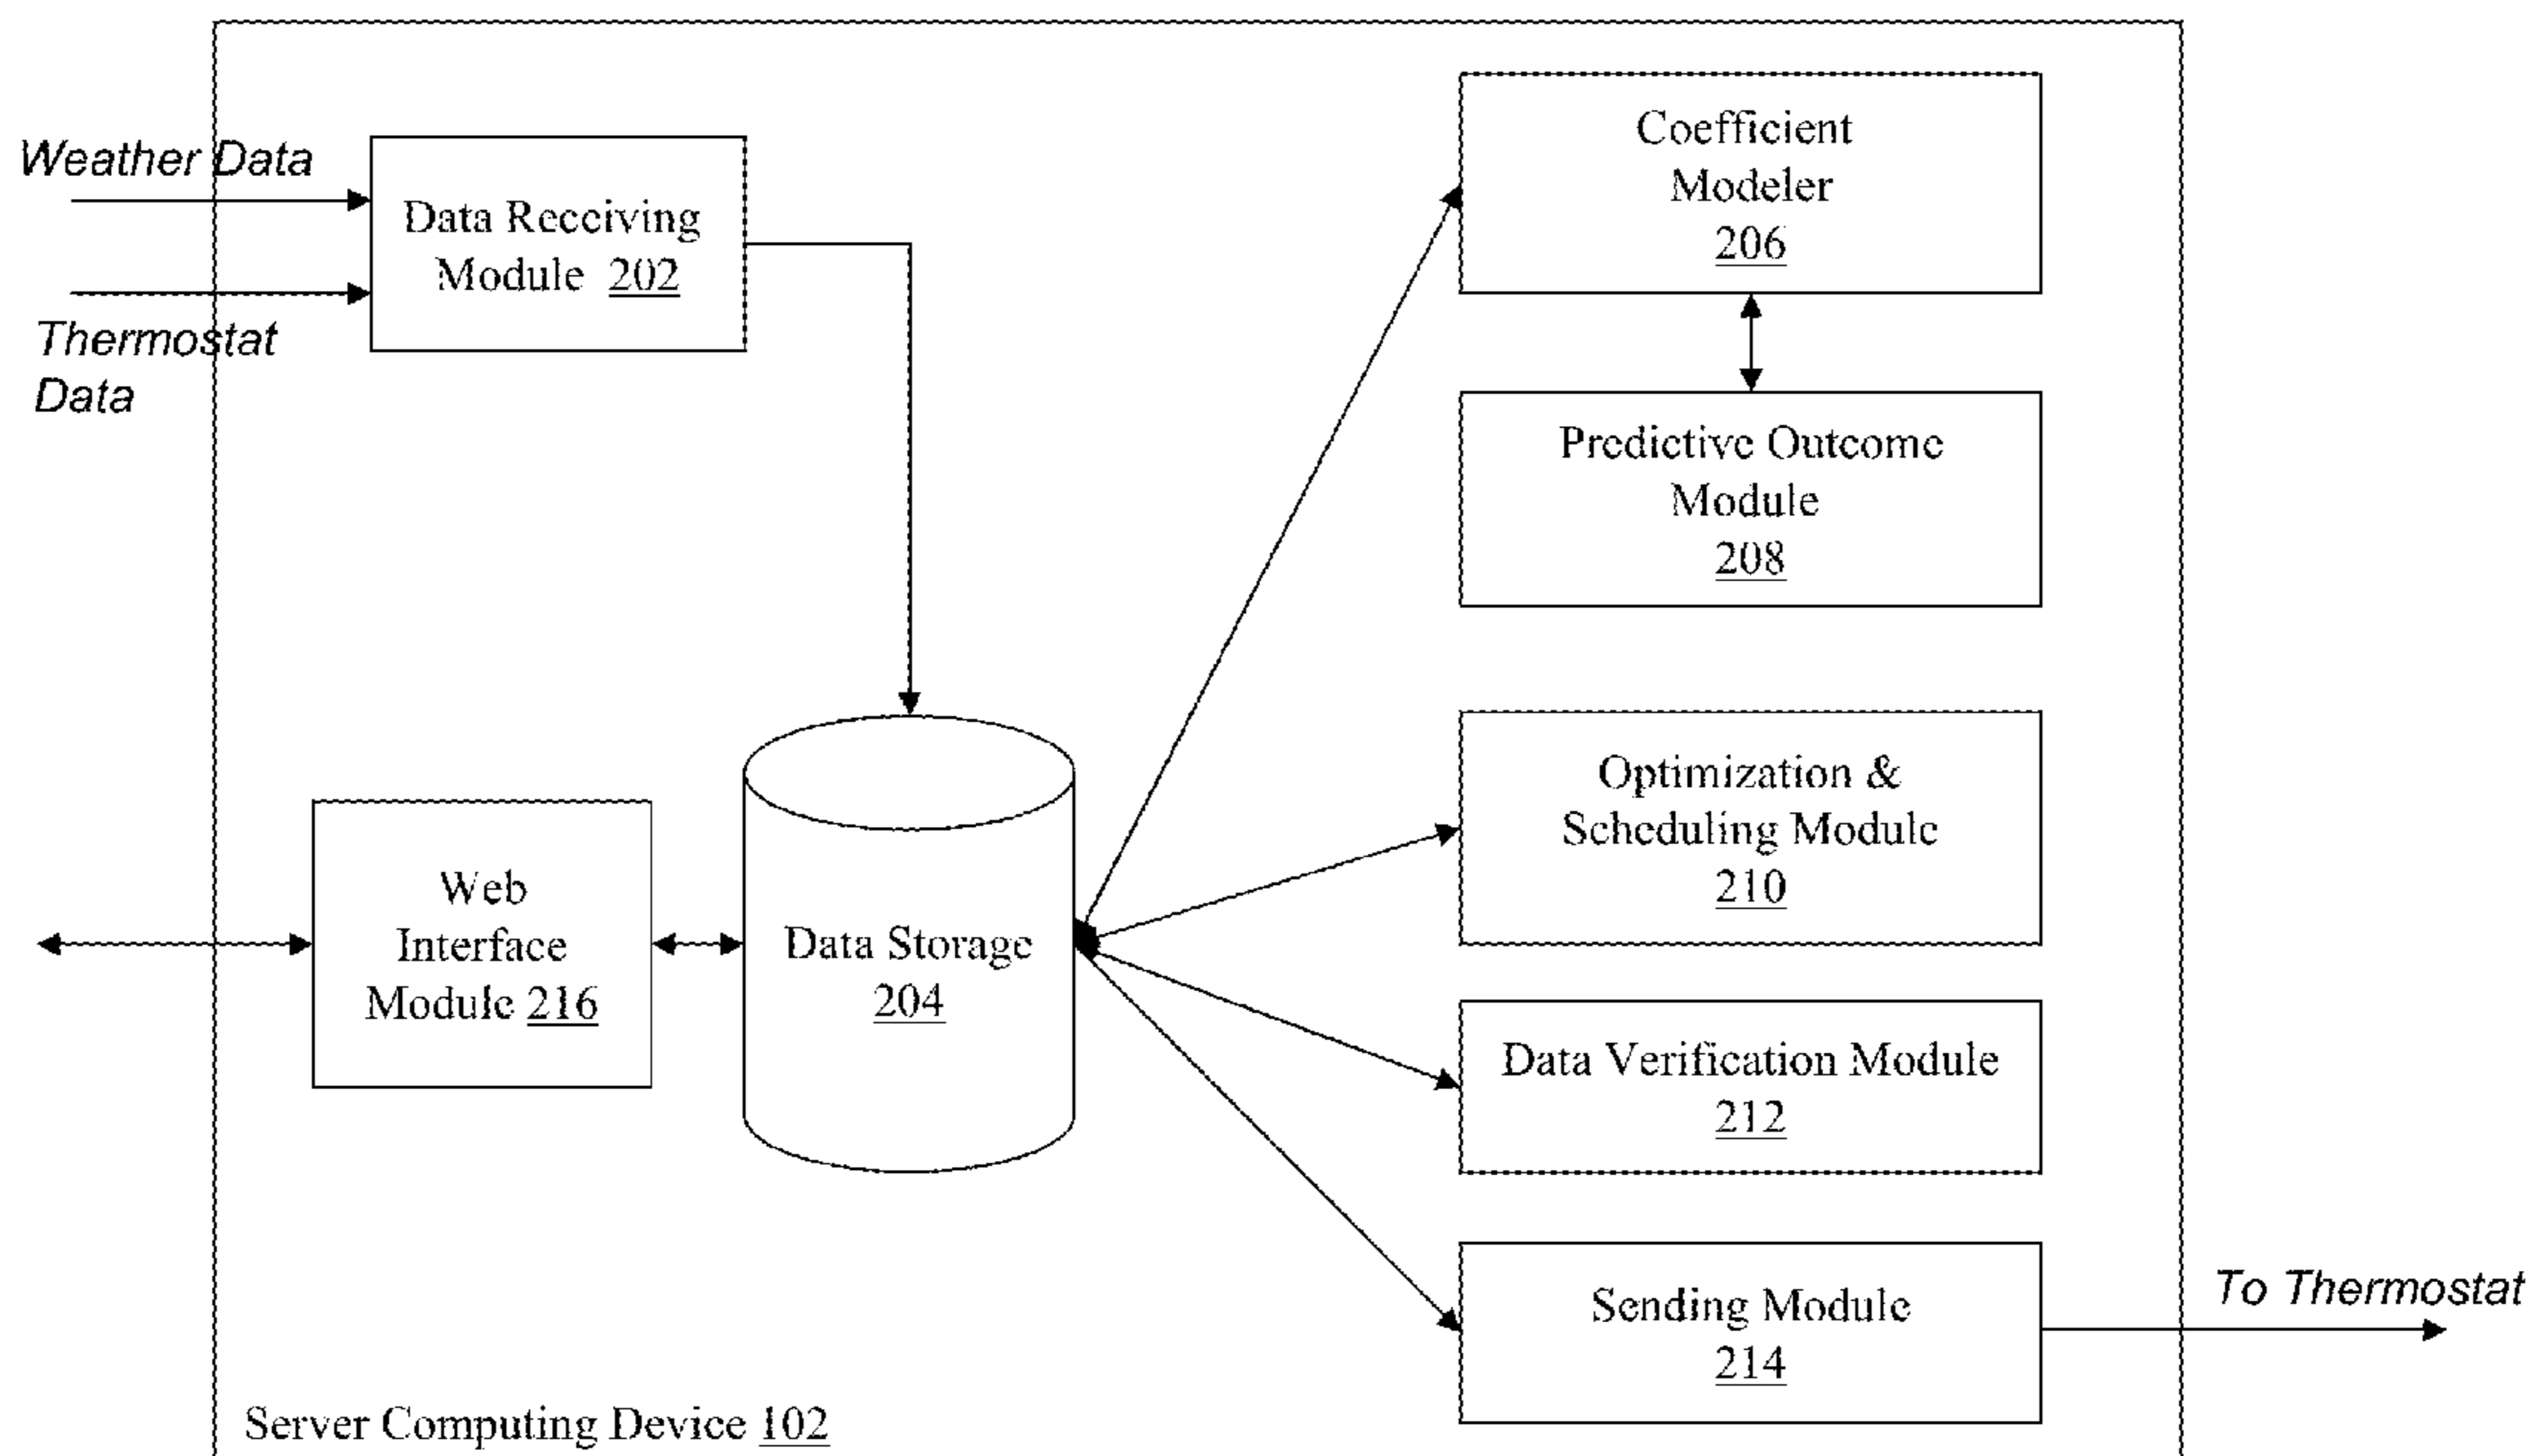 Weather Data
Thermostat
Data
Data Receiving
Module 202
Coefficient
Modeler
206
Predictive Outcome
Module
208
Optimization &
Scheduling Module
210
Web
Interface
Module 216
Data Storage
204
Data Verification Module
212
Sending Module
214
To Thermostat
Server Computing Device 102